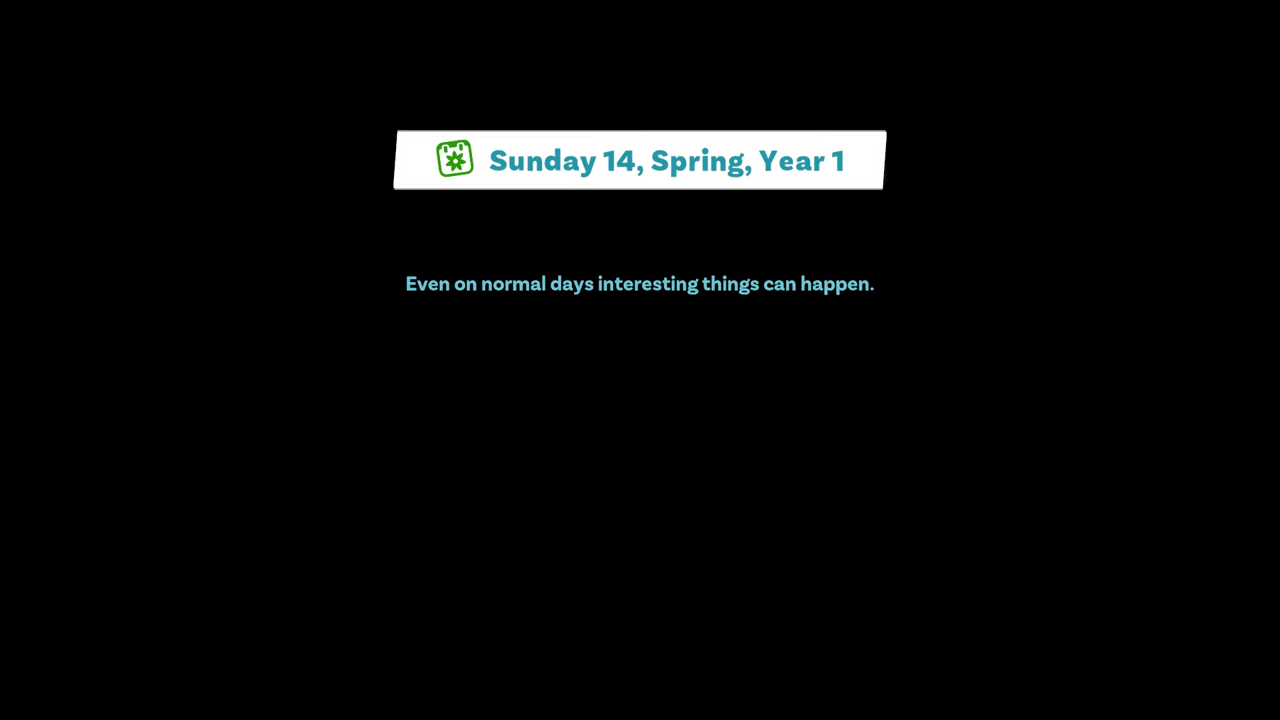 Sunday 14, Spring, Year 1
Even on normal days interesting things can happen.